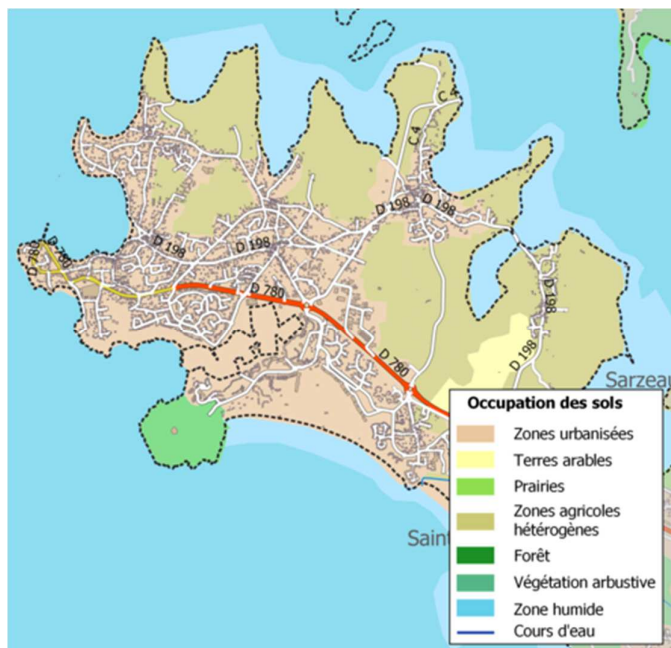 C 4
C 4
D 198
D 198
D 780
D 780
D 198
D 198
D 198
D 780
D 780
D 198
Sarzeau
Saint
Occupation des sols
Zones urbanisées
Terres arables
Prairies
Zones agricoles
hétérogènes
Forêt
Végétation arbustive
Zone humide
Cours d'eau